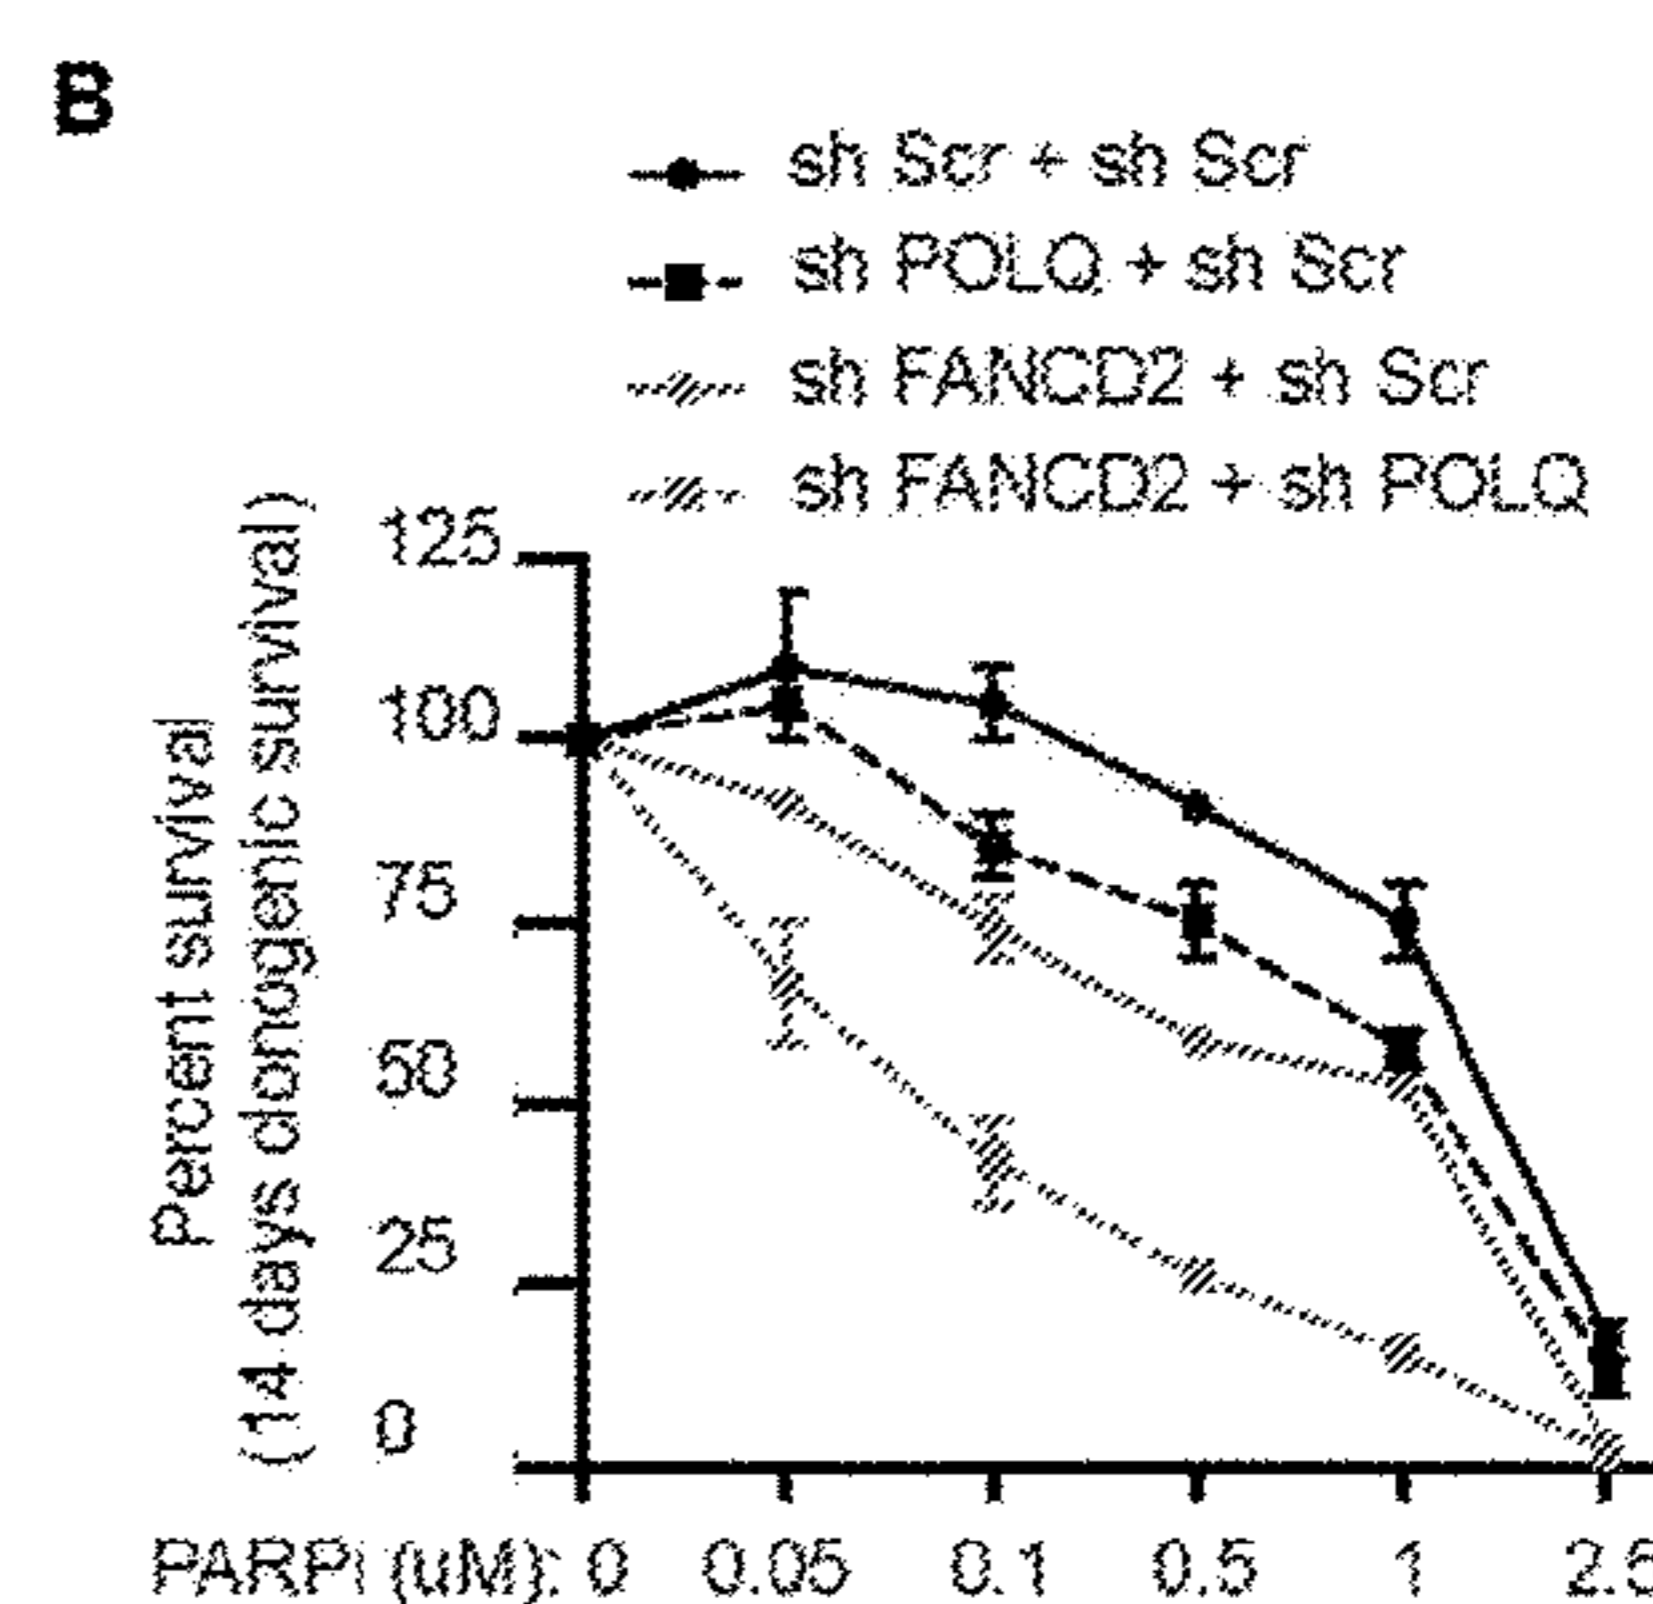 B
sh Scr + sh Scr
sh POLQ + sh Scr
sh FANCD2 + sh Scr
sh FANCD2 + sh POLQ
Percent survival
(14 days clonogenic survival)
125
100
75
50
25
0
PARPi (uM): 0 0.05 0.1 0.5 1 2.5